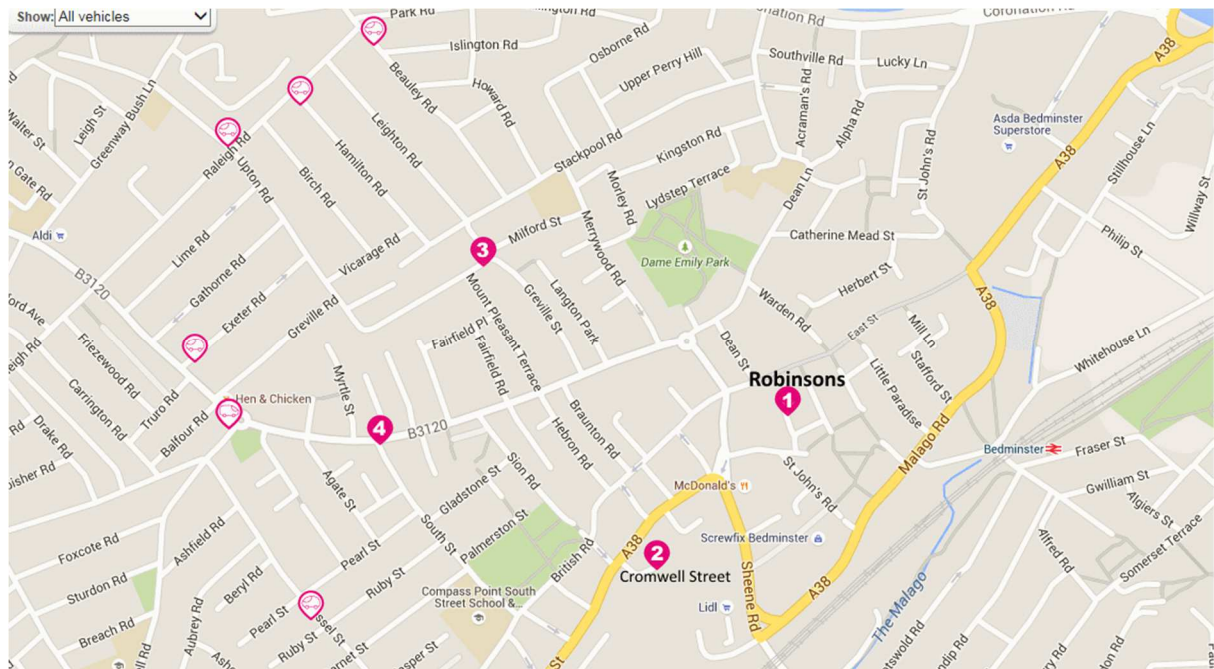 Show: All vehicles
Park Rd
Coronation Rd
A38
Islington Rd
Osborne Rd
Southville Rd
Lucky Ln
Beauley Rd
Howard Rd
Upper Perry Hill
Acraman's Rd
Alpha Rd
Asda Bedminster
Superstore
Leigh St
Greenway Bush Ln
Raleigh Rd
Leighton Rd
Hamilton Rd
Stackpool Rd
Kingston Rd
St John's Rd
A38
Stillhouse Ln
Willway St
Upton Rd
Birch Rd
Morley Rd
Lydstep Terrace
Dean Ln
Aldi
Lime Rd
Vicarage Rd
3
Milford St
Merrywood Rd
Dame Emily Park
Catherine Mead St
Philip St
B3120
Gathorne Rd
Exeter Rd
Greville Rd
Mount Pleasant Terrace
Greville St
Langton Park
Warden Rd
Herbert St
A38
East St
Mill Ln
Stafford St
Whitehouse Ln
Friezewood Rd
Carrington Rd
Truro Rd
Fairfield Pl
Fairfield Rd
Myrtle St
Dean St
Robinsons
1
Little Paradise
Hen & Chicken
Balfour Rd
Drake Rd
4
B3120
Braunton Rd
Hebron Rd
Malago Rd
Bedminster
Fraser St
Gwilliam St
Algiers St
Somerset Terrace
Alfred Rd
Agate St
Gladstone St
Sion Rd
McDonald's
St John's Rd
Foxcote Rd
Ashfield Rd
South St
Palmerston St
Screwfix Bedminster
A38
2
Cromwell Street
British Rd
Sturdon Rd
Beryl Rd
Pearl St
Ruby St
Compass Point South
Street School &...
Sheene Rd
A38
The Malago
Lidl
Breach Rd
Aubrey Rd
Pearl St
Ruby St